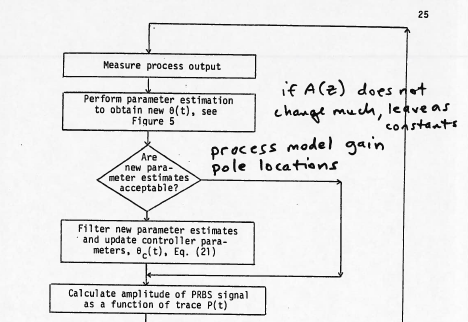 25
Measure process output
Perform parameter estimation
to obtain new θ(t), see
Figure 5
if A(z) does not
change much, leave as
constants
process model gain
pole locations
Are
new para-
meter estimates
acceptable?
Filter new parameter estimates
and update controller para-
meters, θc(t), Eq. (21)
Calculate amplitude of PRBS signal
as a function of trace P(t)